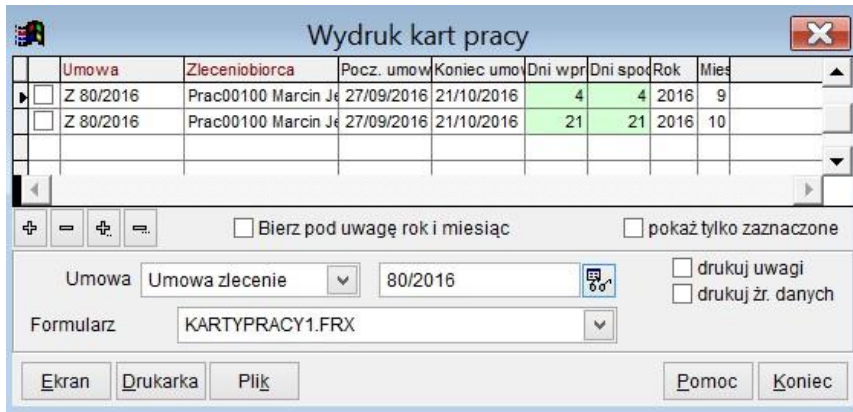 Wydruk kart pracy
Umowa Zleceniobiorca Pocz. umow Koniec umow Dni wpr Dni spod Rok Mies
Z 80/2016 Prac00100 Marcin Je 27/09/2016 21/10/2016 4 4 2016 9
Z 80/2016 Prac00100 Marcin Je 27/09/2016 21/10/2016 21 21 2016 10
Bierz pod uwagę rok i miesiąc pokaż tylko zaznaczone
Umowa Umowa zlecenie 80/2016 drukuj uwagi
drukuj źr. danych
Formularz KARTYPRACY1.FRX
Ekran Drukarka Plik Pomoc Koniec